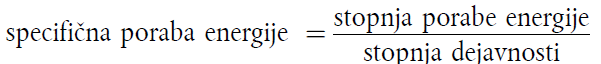 specifična poraba energije = stopnja porabe energije
stopnja dejavnosti